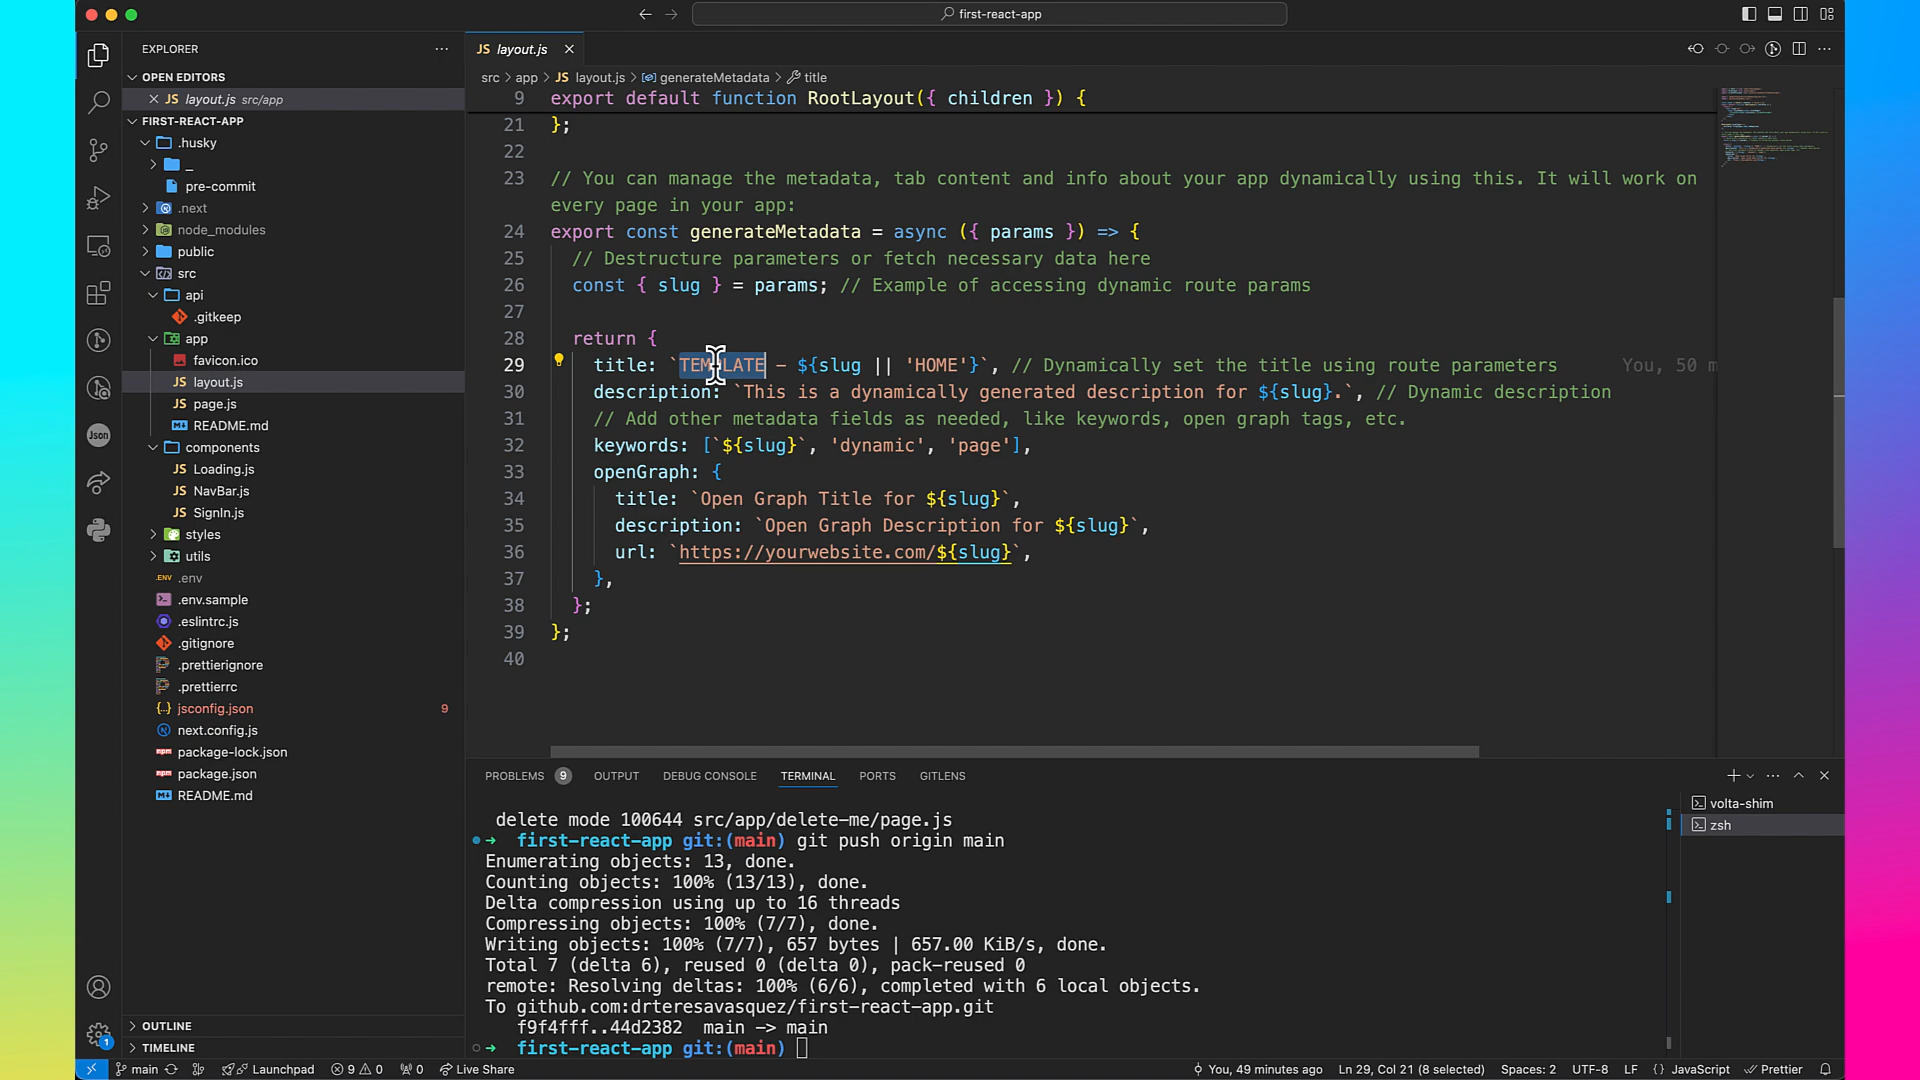 first-react-app
EXPLORER
OPEN EDITORS
layout.js src/app
FIRST-REACT-APP
.husky
_
pre-commit
.next
node_modules
public
src
api
.gitkeep
app
favicon.ico
layout.js
page.js
README.md
components
Loading.js
NavBar.js
SignIn.js
styles
utils
.env
.env.sample
.eslintrc.js
.gitignore
.prettierignore
.prettierrc
jsconfig.json 9
next.config.js
package-lock.json
package.json
README.md
OUTLINE
TIMELINE
JS layout.js
src > app > JS layout.js > generateMetadata > title
9 export default function RootLayout({ children }) {
21 };
22
23 // You can manage the metadata, tab content and info about your app dynamically using this. It will work on
every page in your app:
24 export const generateMetadata = async ({ params }) => {
25 // Destructure parameters or fetch necessary data here
26 const { slug } = params; // Example of accessing dynamic route params
27
28 return {
29 title: `TEMPLATE – ${slug || 'HOME'}`, // Dynamically set the title using route parameters You, 50 m
30 description: `This is a dynamically generated description for ${slug}.`, // Dynamic description
31 // Add other metadata fields as needed, like keywords, open graph tags, etc.
32 keywords: [`${slug}`, 'dynamic', 'page'],
33 openGraph: {
34 title: `Open Graph Title for ${slug}`,
35 description: `Open Graph Description for ${slug}`,
36 url: `https://yourwebsite.com/${slug}`,
37 },
38 };
39 };
40
PROBLEMS 9 OUTPUT DEBUG CONSOLE TERMINAL PORTS GITLENS
delete mode 100644 src/app/delete-me/page.js
➜ first-react-app git:(main) git push origin main
Enumerating objects: 13, done.
Counting objects: 100% (13/13), done.
Delta compression using up to 16 threads
Compressing objects: 100% (7/7), done.
Writing objects: 100% (7/7), 657 bytes | 657.00 KiB/s, done.
Total 7 (delta 6), reused 0 (delta 0), pack-reused 0
remote: Resolving deltas: 100% (6/6), completed with 6 local objects.
To github.com:drteresavasquez/first-react-app.git
f9f4fff..44d2382 main -> main
➜ first-react-app git:(main)
volta-shim
zsh
main Launchpad 9 0 0 Live Share You, 49 minutes ago Ln 29, Col 21 (8 selected) Spaces: 2 UTF-8 LF {} JavaScript Prettier